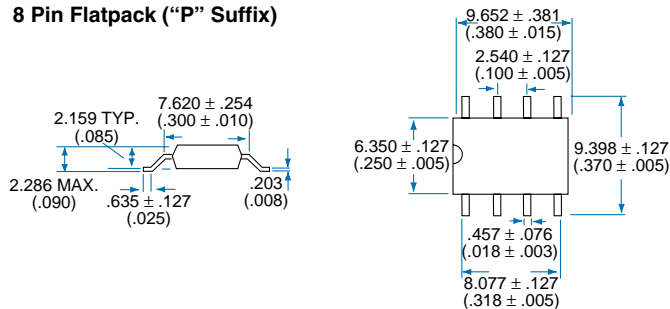 8 Pin Flatpack (“P” Suffix)
9.652 ± .381
(.380 ± .015)
2.540 ± .127
(.100 ± .005)
7.620 ± .254
(.300 ± .010)
2.159 TYP.
(.085)
2.286 MAX.
(.090)
.635 ± .127
(.025)
.203
(.008)
6.350 ± .127
(.250 ± .005)
9.398 ± .127
(.370 ± .005)
.457 ± .076
(.018 ± .003)
8.077 ± .127
(.318 ± .005)